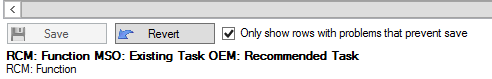 Save Revert Only show rows with problems that prevent save
RCM: Function MSO: Existing Task OEM: Recommended Task
RCM: Function